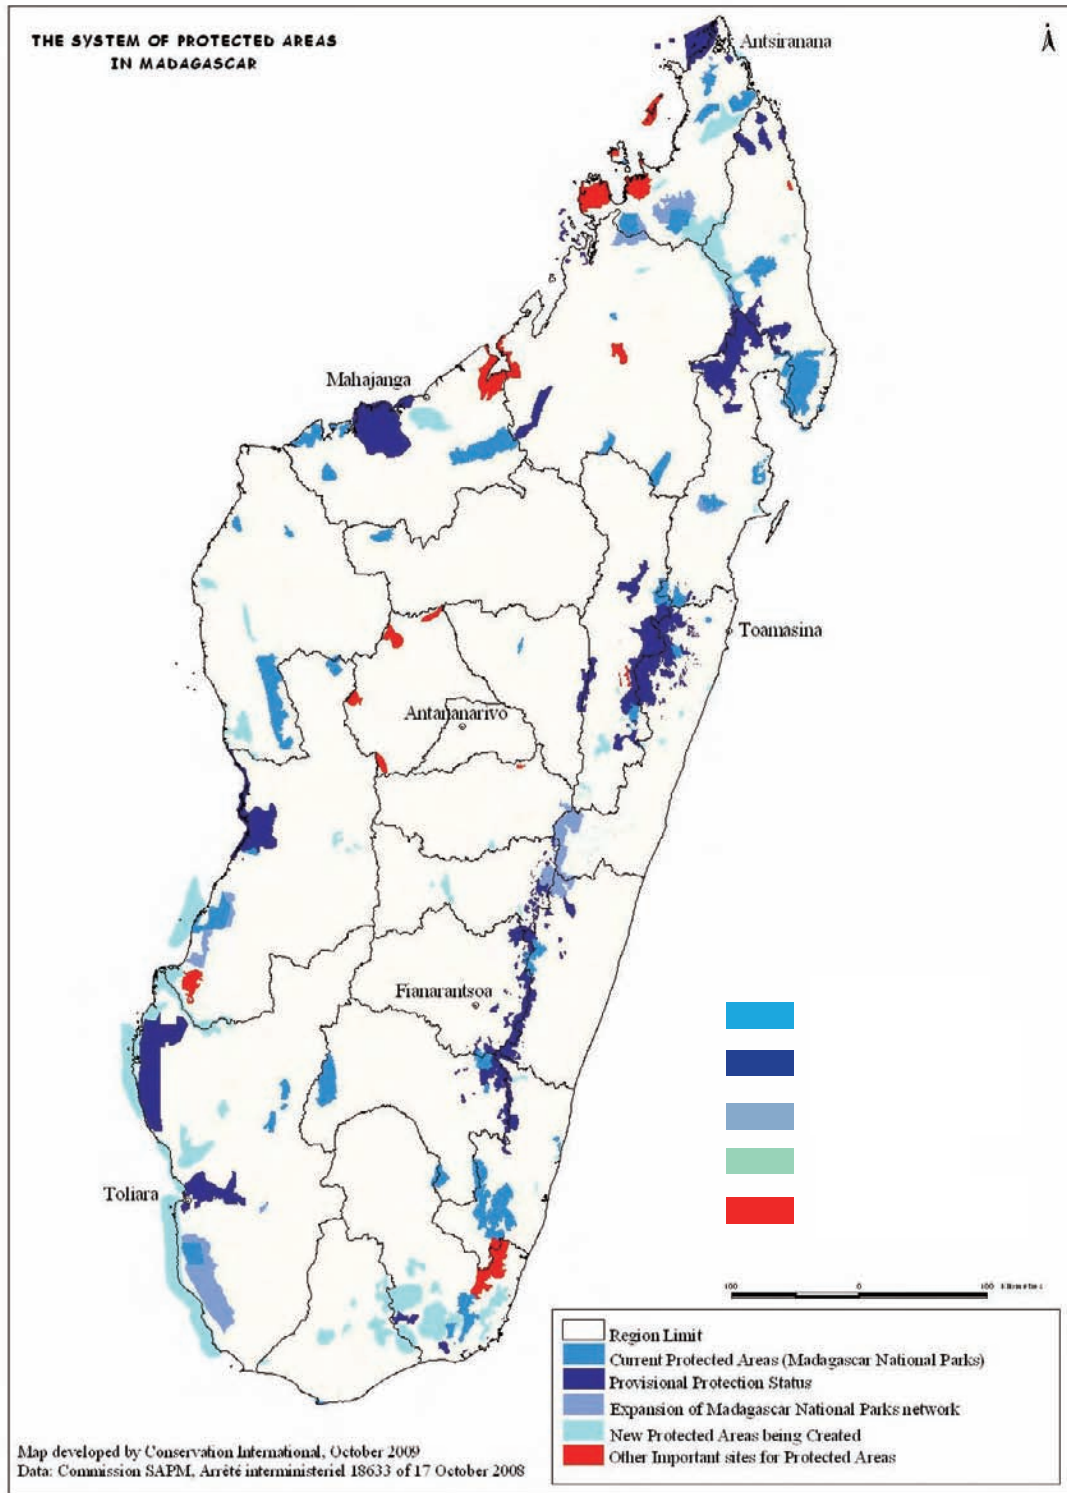 THE SYSTEM OF PROTECTED AREAS
IN MADAGASCAR
Antsiranana
Mahajanga
Toamasina
Antananarivo
Fianarantsoa
Toliara
100 0 100 Kilometres
Region Limit
Current Protected Areas (Madagascar National Parks)
Provisional Protection Status
Expansion of Madagascar National Parks network
New Protected Areas being Created
Other Important sites for Protected Areas
Map developed by Conservation International, October 2009
Data: Commission SAPM, Arrêté interministeriel 18633 of 17 October 2008